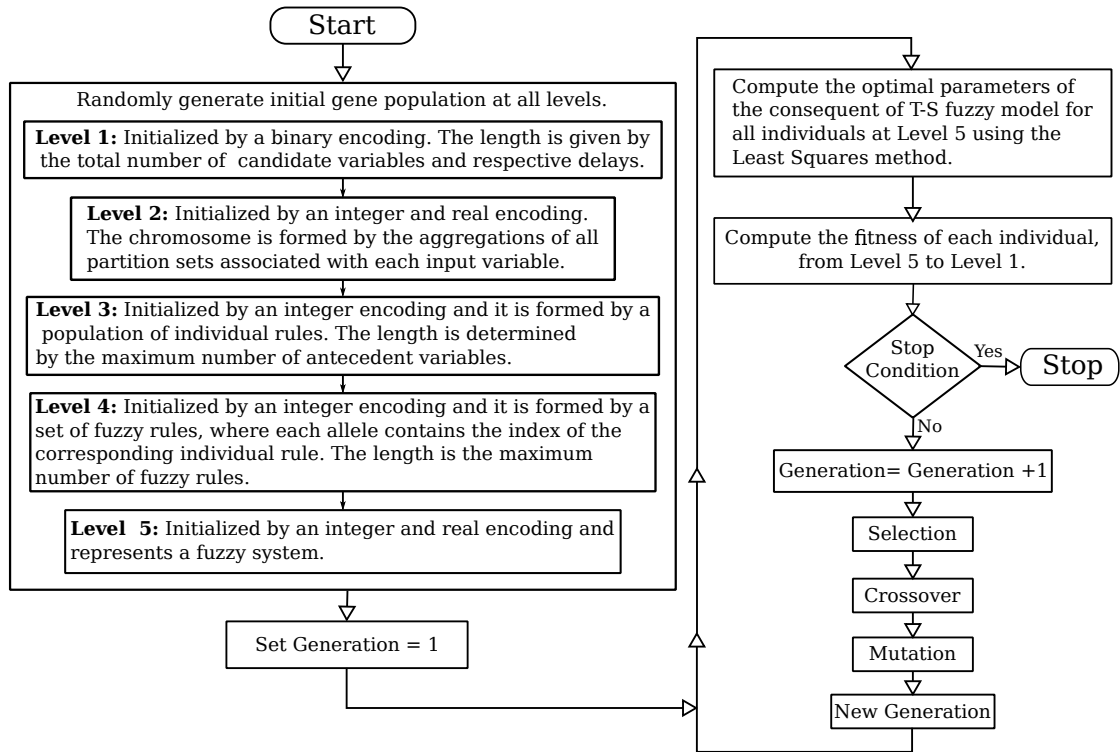 Start
Randomly generate initial gene population at all levels.
Level 1: Initialized by a binary encoding. The length is given by
the total number of candidate variables and respective delays.
Level 2: Initialized by an integer and real encoding.
The chromosome is formed by the aggregations of all
partition sets associated with each input variable.
Level 3: Initialized by an integer encoding and it is formed by a
population of individual rules. The length is determined
by the maximum number of antecedent variables.
Level 4: Initialized by an integer encoding and it is formed by a
set of fuzzy rules, where each allele contains the index of the
corresponding individual rule. The length is the maximum
number of fuzzy rules.
Level 5: Initialized by an integer and real encoding and
represents a fuzzy system.
Set Generation = 1
Compute the optimal parameters of
the consequent of T-S fuzzy model for
all individuals at Level 5 using the
Least Squares method.
Compute the fitness of each individual,
from Level 5 to Level 1.
Stop
Condition
Yes
Stop
No
Generation= Generation +1
Selection
Crossover
Mutation
New Generation